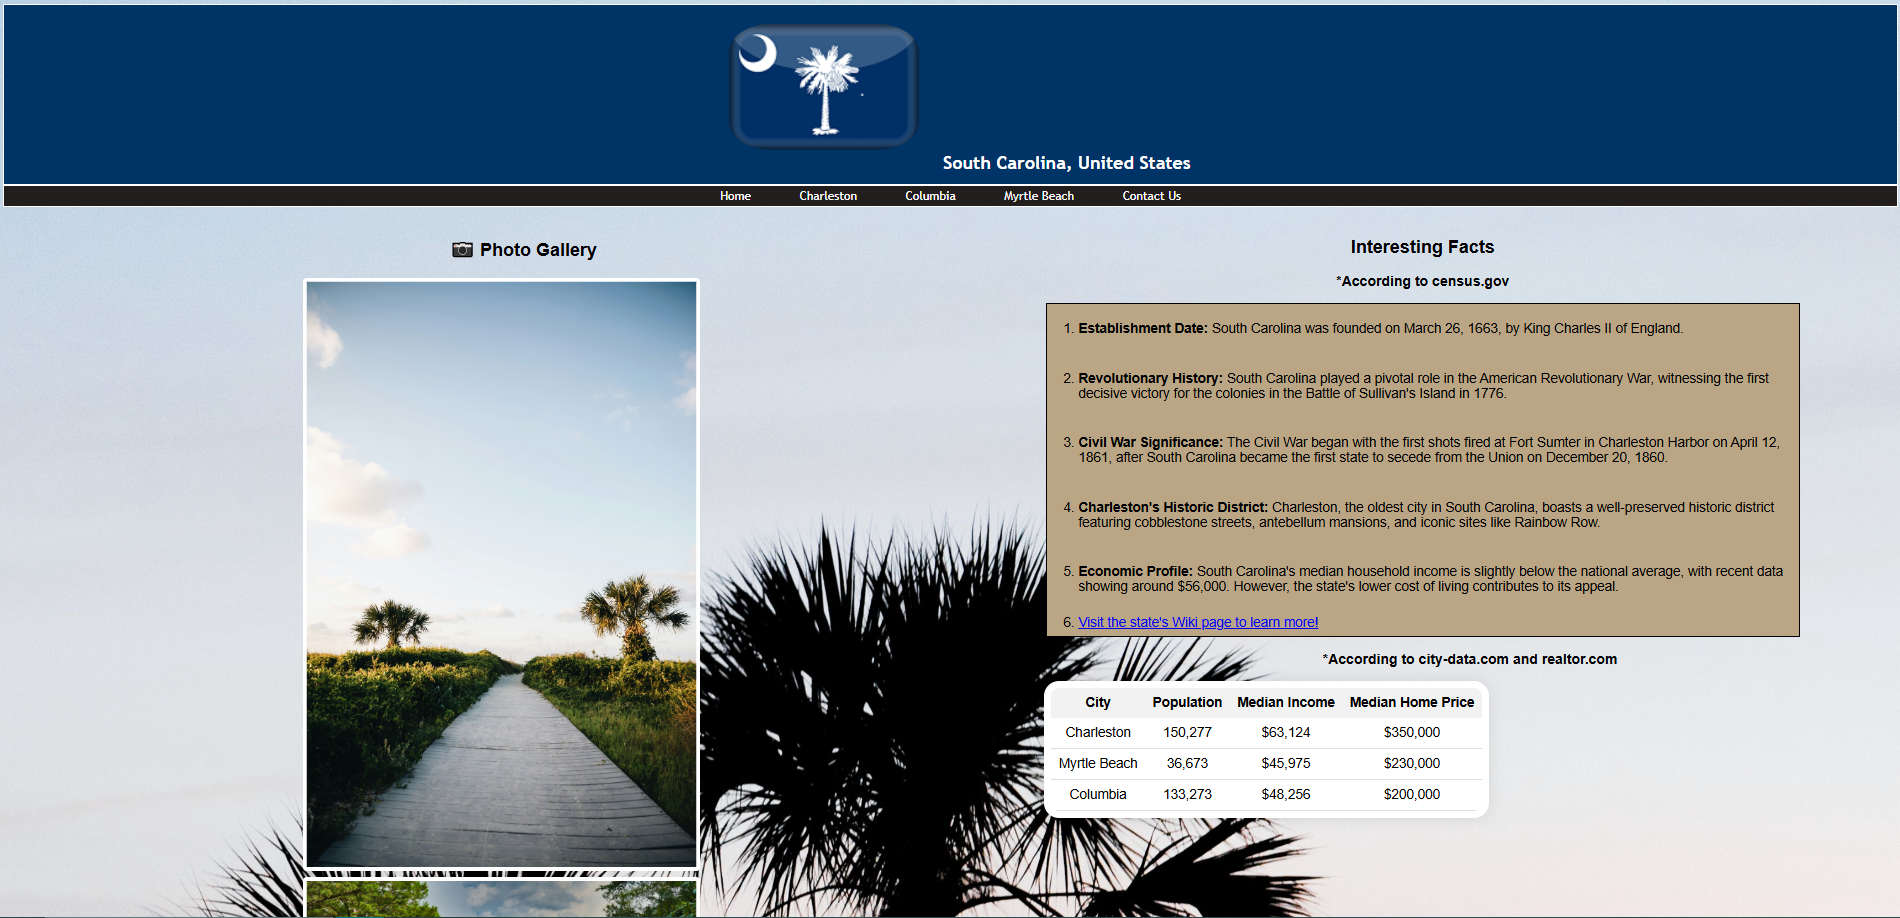 South Carolina, United States
Home Charleston Columbia Myrtle Beach Contact Us
Photo Gallery
Interesting Facts
*According to census.gov
1. Establishment Date: South Carolina was founded on March 26, 1663, by King Charles II of England.
2. Revolutionary History: South Carolina played a pivotal role in the American Revolutionary War, witnessing the first
decisive victory for the colonies in the Battle of Sullivan's Island in 1776.
3. Civil War Significance: The Civil War began with the first shots fired at Fort Sumter in Charleston Harbor on April 12,
1861, after South Carolina became the first state to secede from the Union on December 20, 1860.
4. Charleston's Historic District: Charleston, the oldest city in South Carolina, boasts a well-preserved historic district
featuring cobblestone streets, antebellum mansions, and iconic sites like Rainbow Row.
5. Economic Profile: South Carolina's median household income is slightly below the national average, with recent data
showing around $56,000. However, the state's lower cost of living contributes to its appeal.
6. Visit the state's Wiki page to learn more!
*According to city-data.com and realtor.com
City Population Median Income Median Home Price
Charleston 150,277 $63,124 $350,000
Myrtle Beach 36,673 $45,975 $230,000
Columbia 133,273 $48,256 $200,000